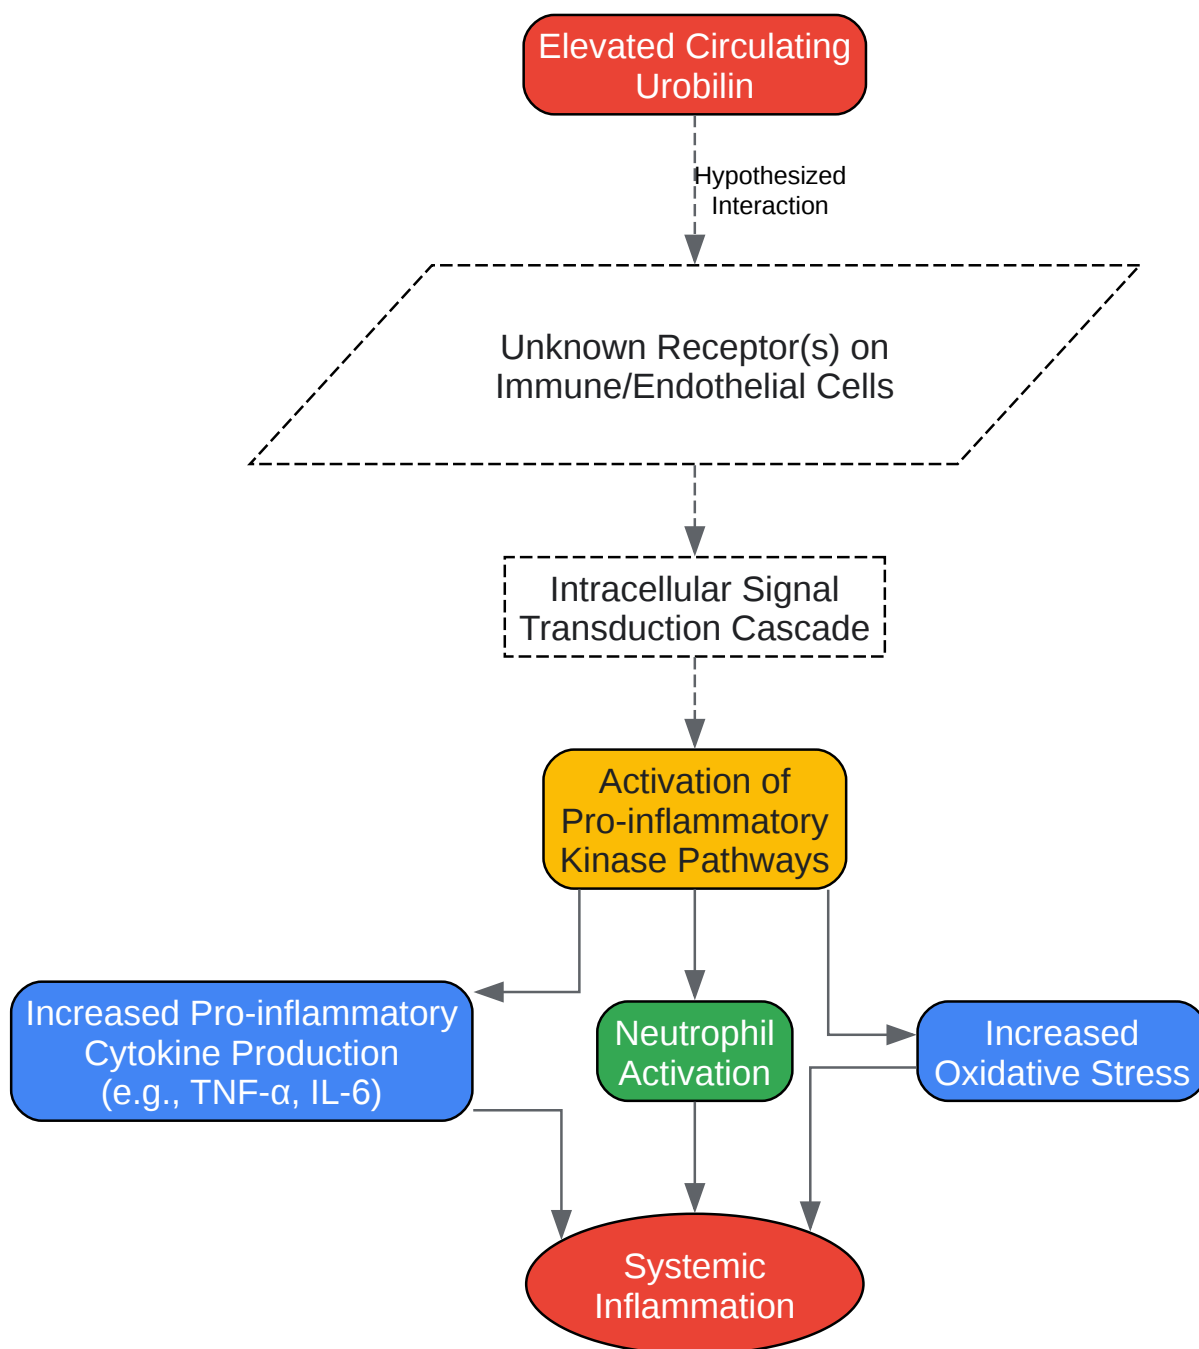 Elevated Circulating
Urobilin
Hypothesized
Interaction
Unknown Receptor(s) on
Immune/Endothelial Cells
Intracellular Signal
Transduction Cascade
Activation of
Pro-inflammatory
Kinase Pathways
Increased Pro-inflammatory
Cytokine Production
(e.g., TNF-α, IL-6)
Neutrophil
Activation
Increased
Oxidative Stress
Systemic
Inflammation